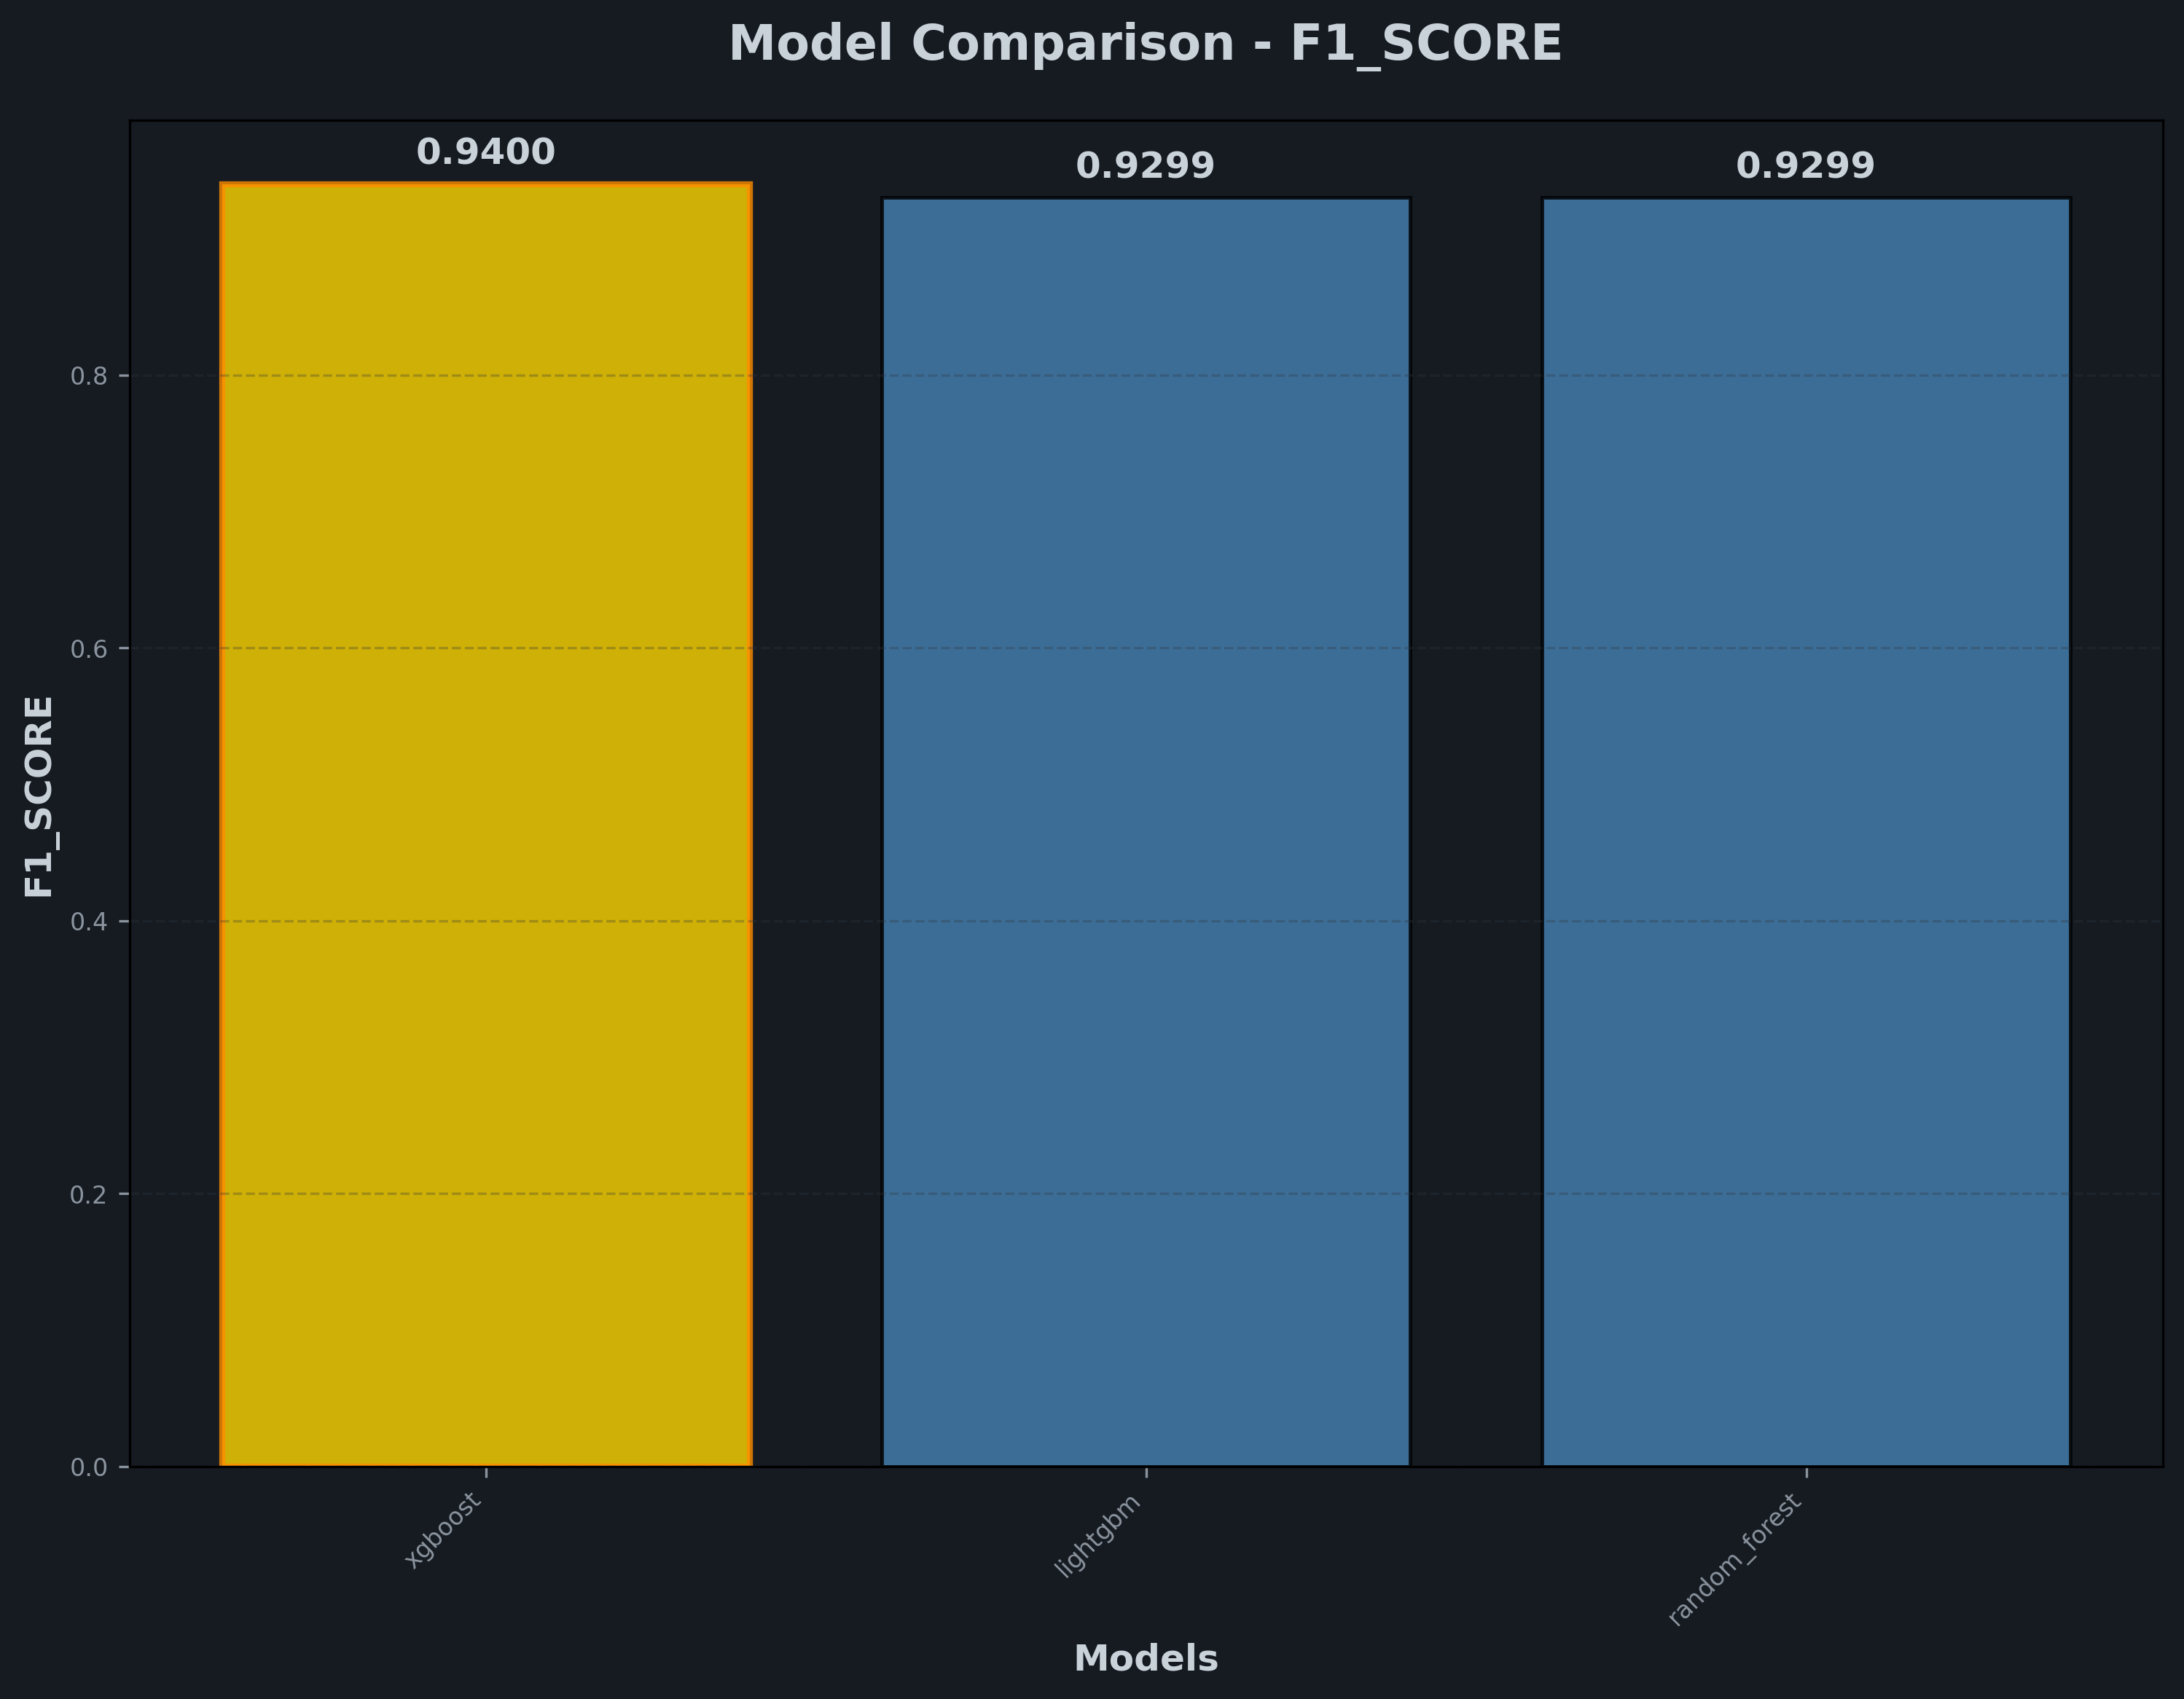 Model Comparison - F1_SCORE
0.9400
0.9299
0.9299
0.8
0.6
0.4
0.2
0.0
F1_SCORE
xgboost
lightgbm
random_forest
Models